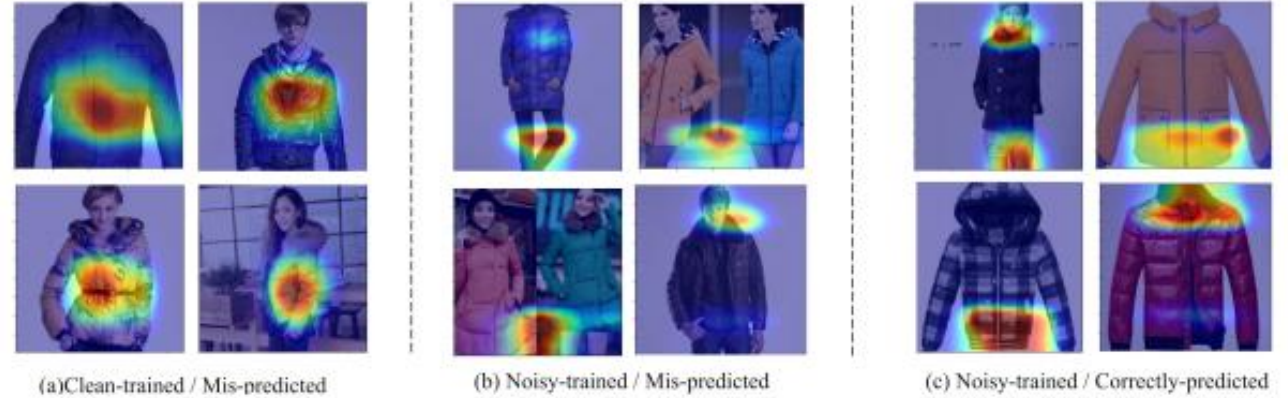 (a)Clean-trained / Mis-predicted
(b) Noisy-trained / Mis-predicted
(c) Noisy-trained / Correctly-predicted